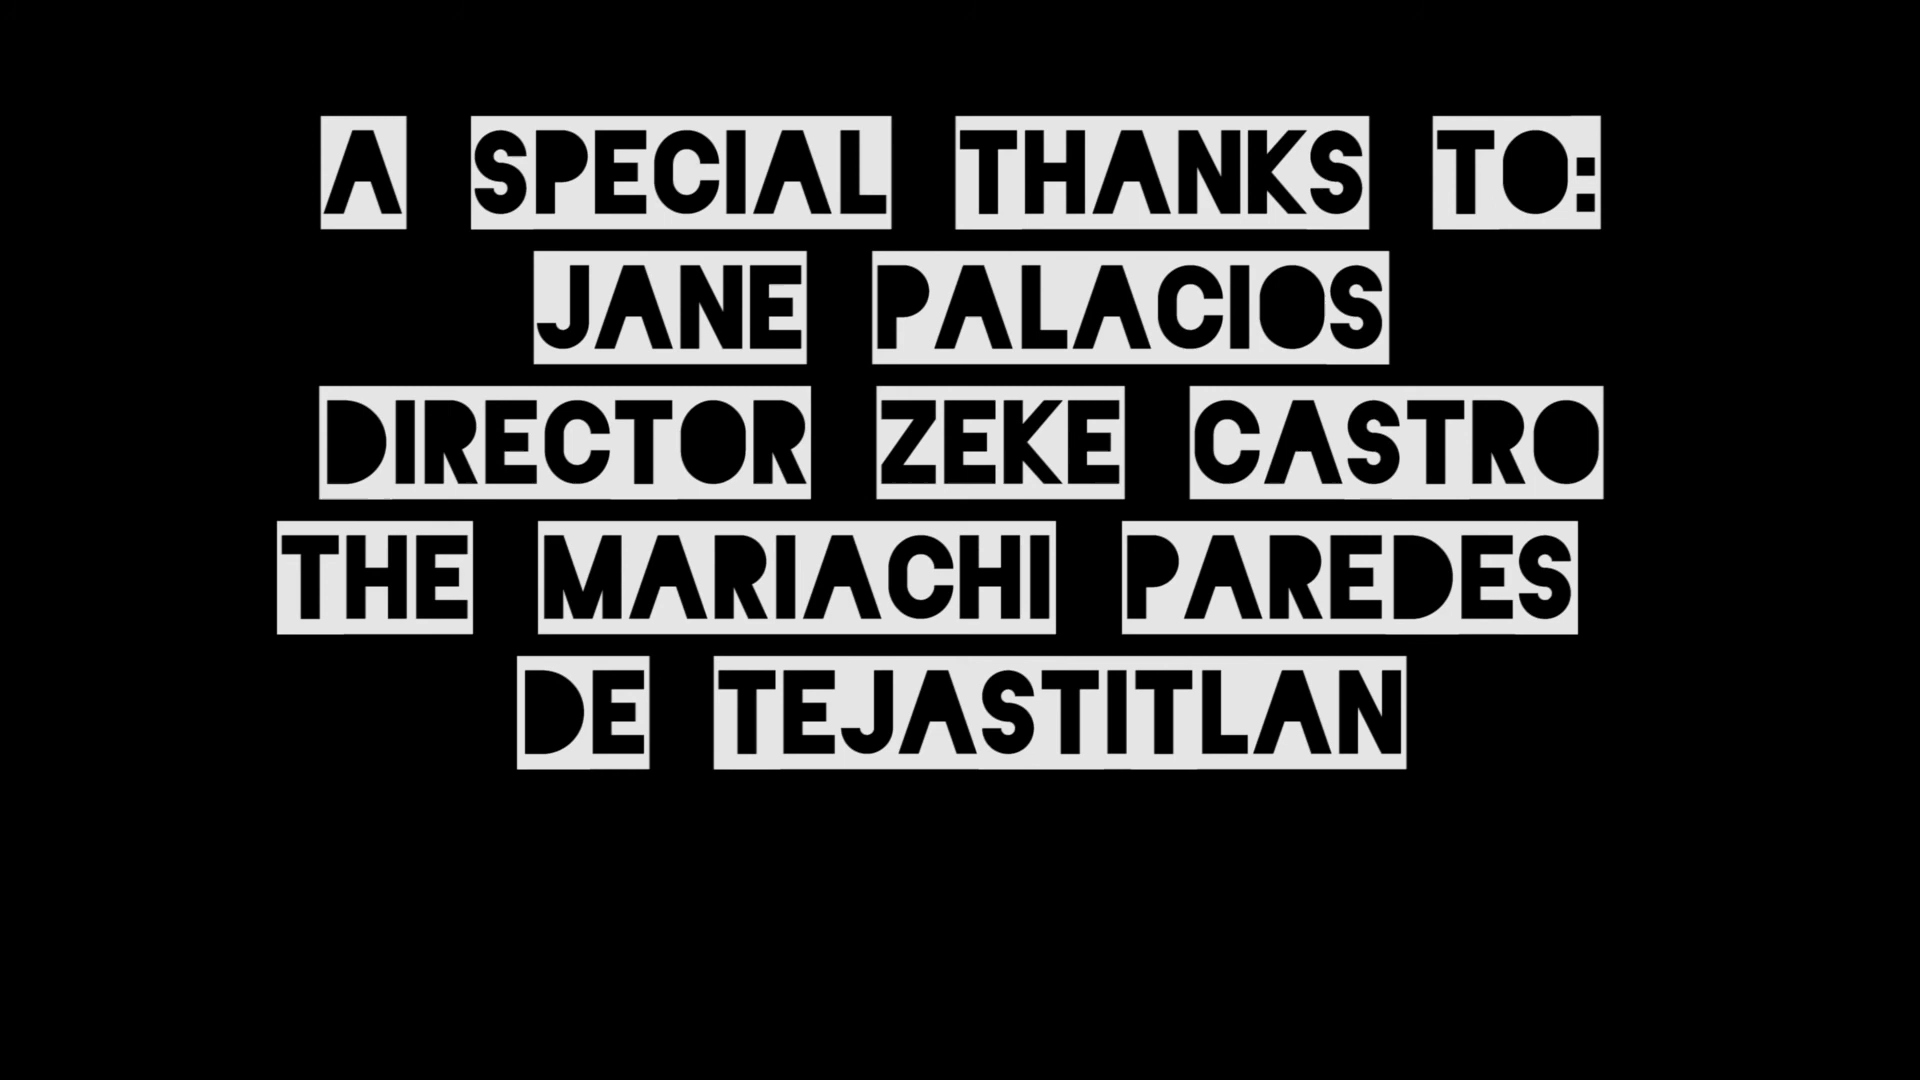 A SPECIAL THANKS TO:
JANE PALACIOS
DIRECTOR ZEKE CASTRO
THE MARIACHI PAREDES
DE TEJASTITLAN